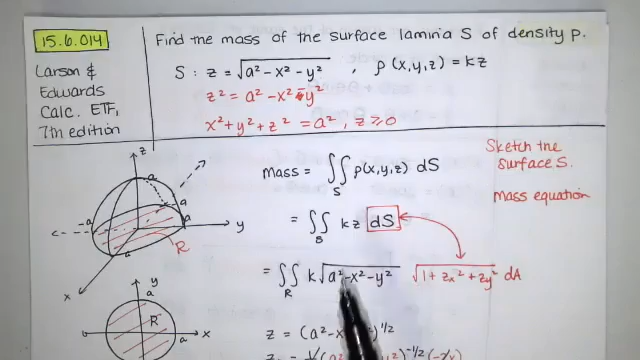 15.6.014
Find the mass of the surface lamina S of density ρ.
Larson & Edwards Calc. ETF, 7th edition
S: z = √(a² - x² - y²) , ρ(x,y,z) = kz
z² = a² - x² - y²
x² + y² + z² = a² , z ≥ 0
Sketch the surface S.
Mass = ∬_S ρ(x,y,z) dS
Mass equation
= ∬_S kz dS
= ∬_R k√(a² - x² - y²) √(1 + zx² + zy²) dA
z
a
a
-a
a
a
y
R
x
y
a
R
a
x